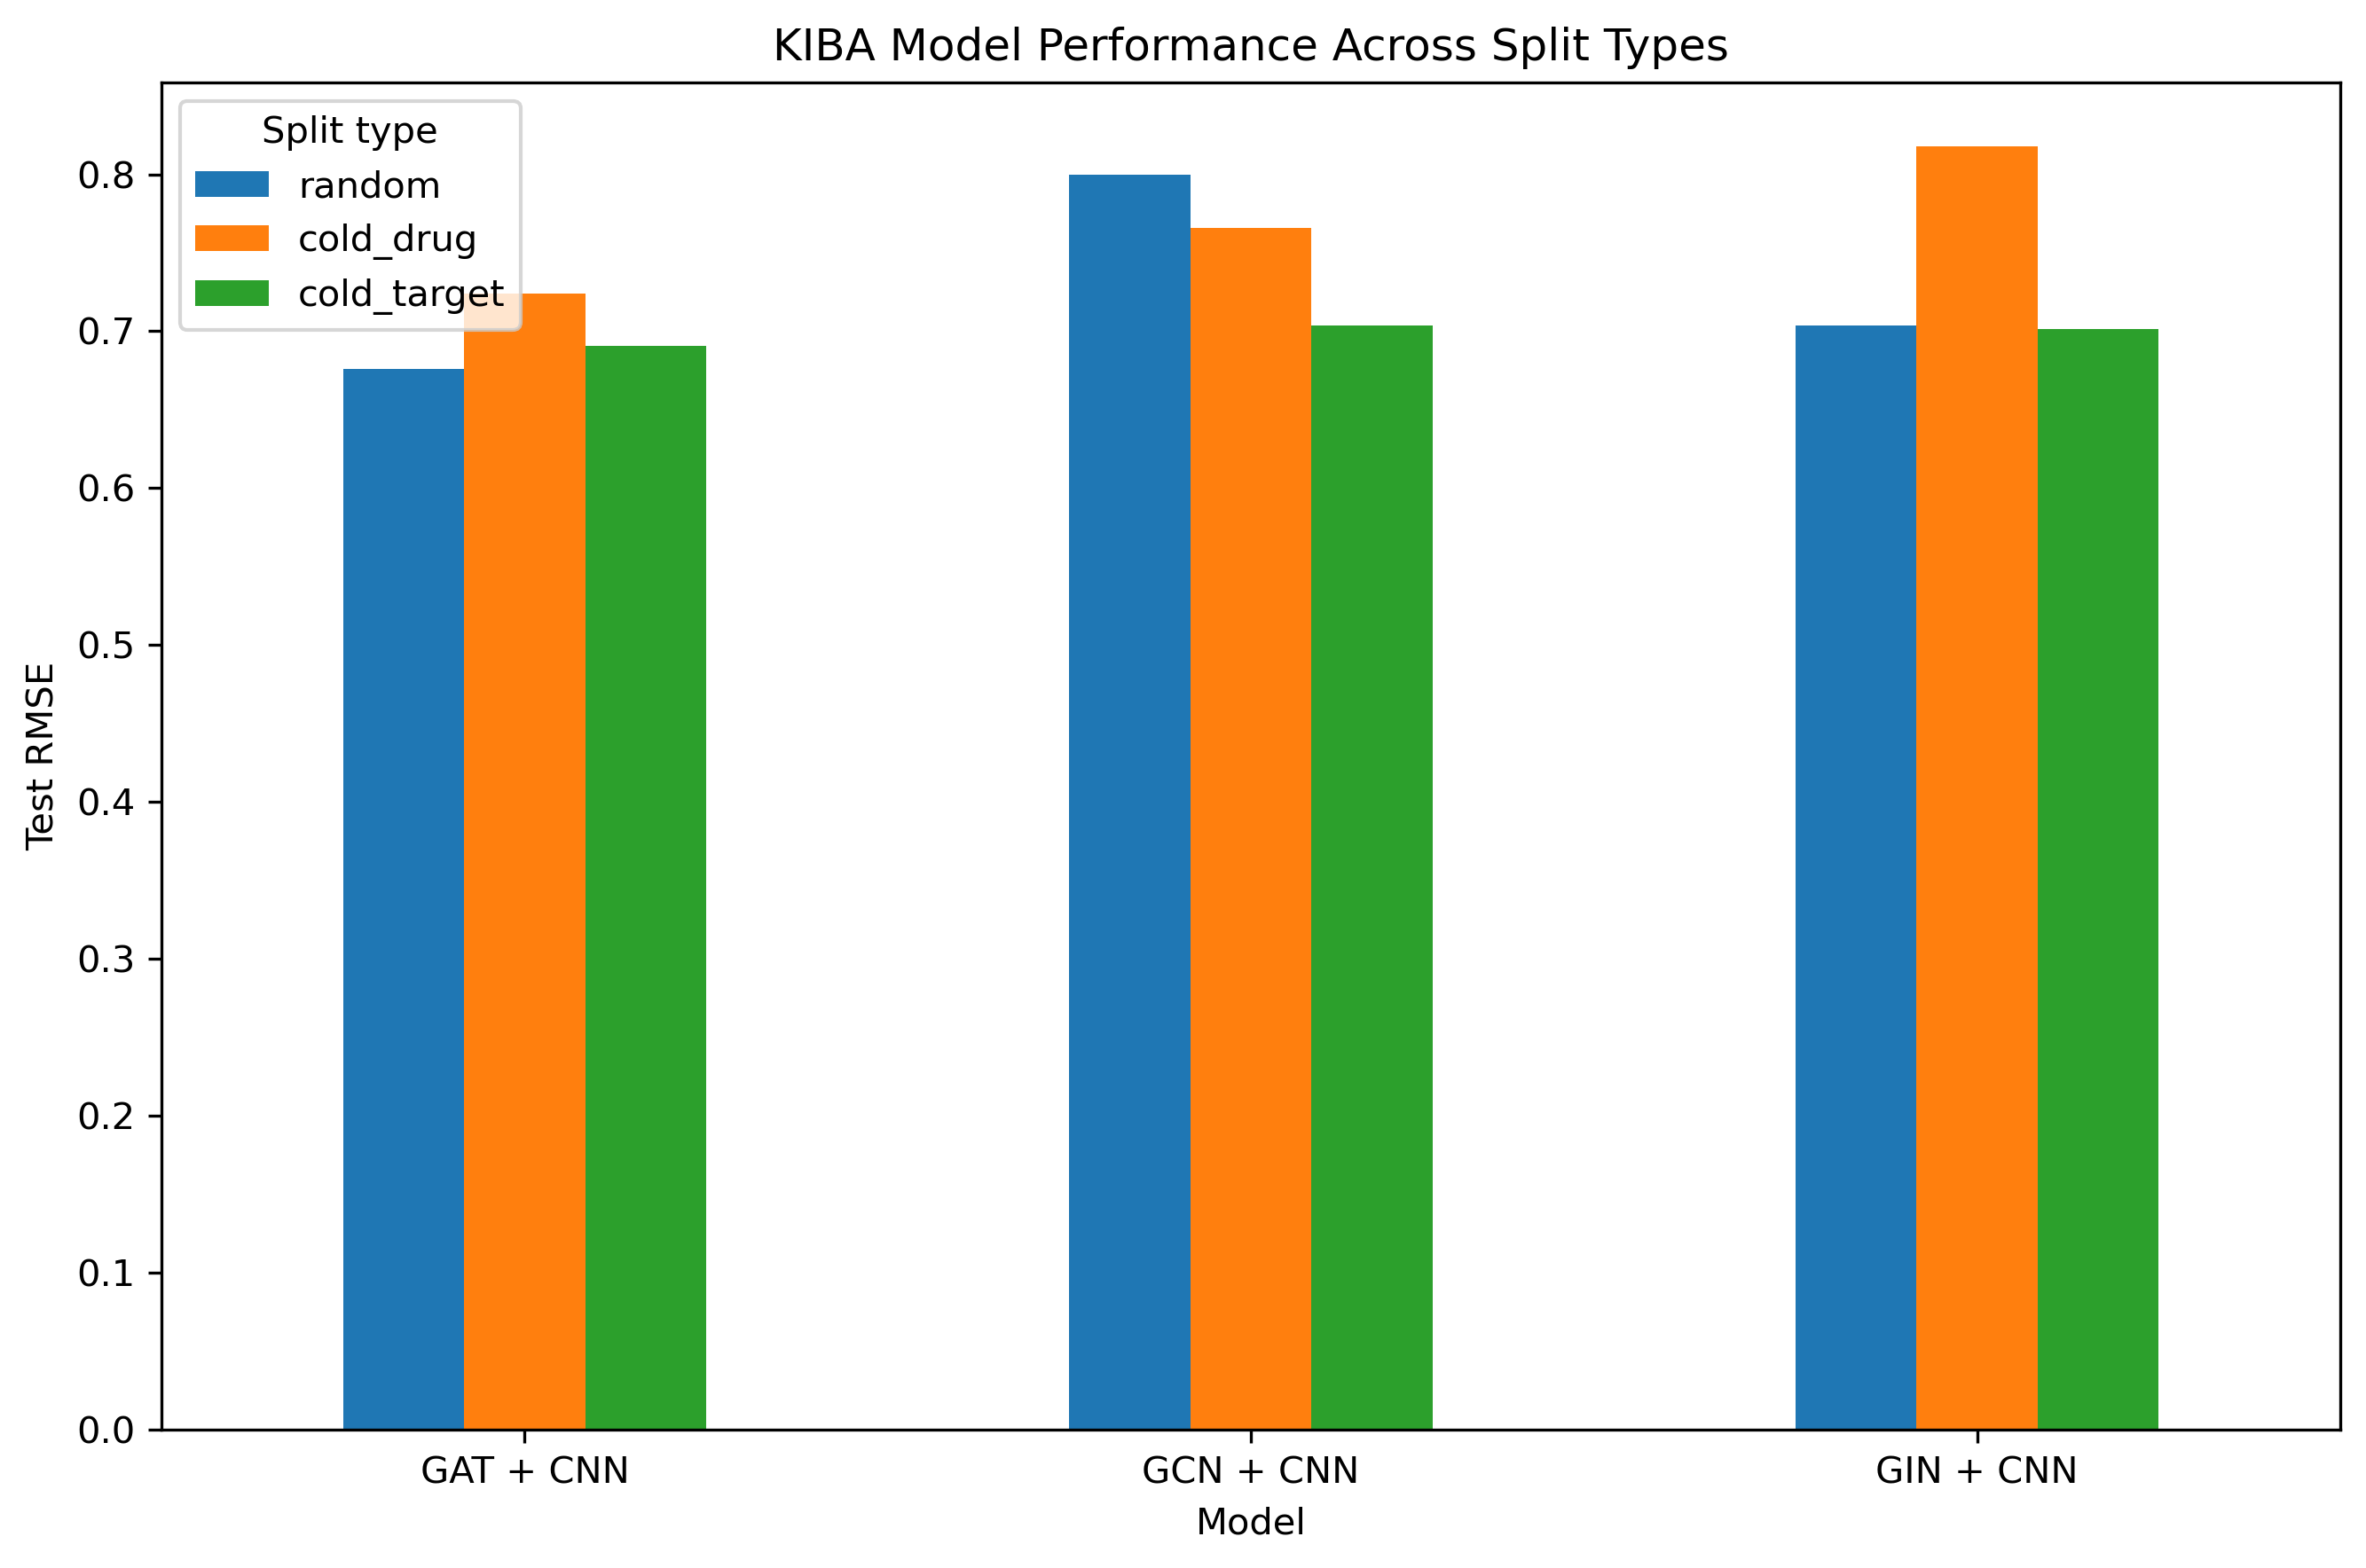 KIBA Model Performance Across Split Types
Split type
random
cold_drug
cold_target
0.8
0.7
0.6
0.5
0.4
0.3
0.2
0.1
0.0
Test RMSE
GAT + CNN
GCN + CNN
GIN + CNN
Model